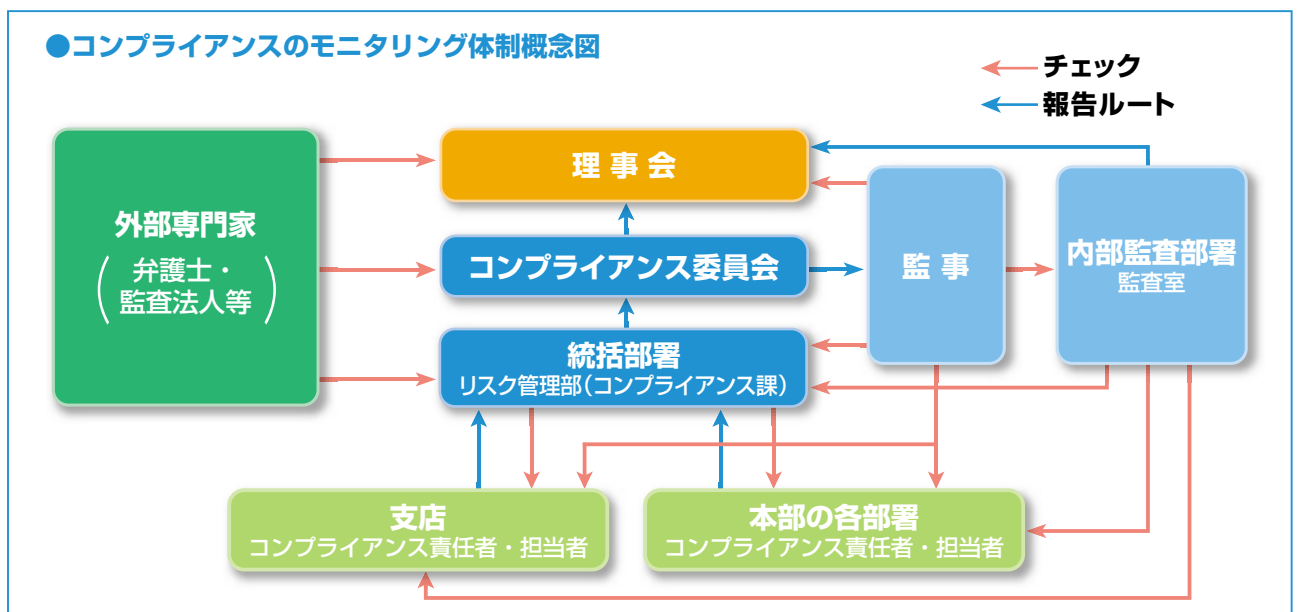 ●コンプライアンスのモニタリング体制概念図
チェック
報告ルート
外部専門家
(弁護士・
監査法人等)
理事会
コンプライアンス委員会
監事
内部監査部署
監査室
統括部署
リスク管理部(コンプライアンス課)
支店
コンプライアンス責任者・担当者
本部の各部署
コンプライアンス責任者・担当者